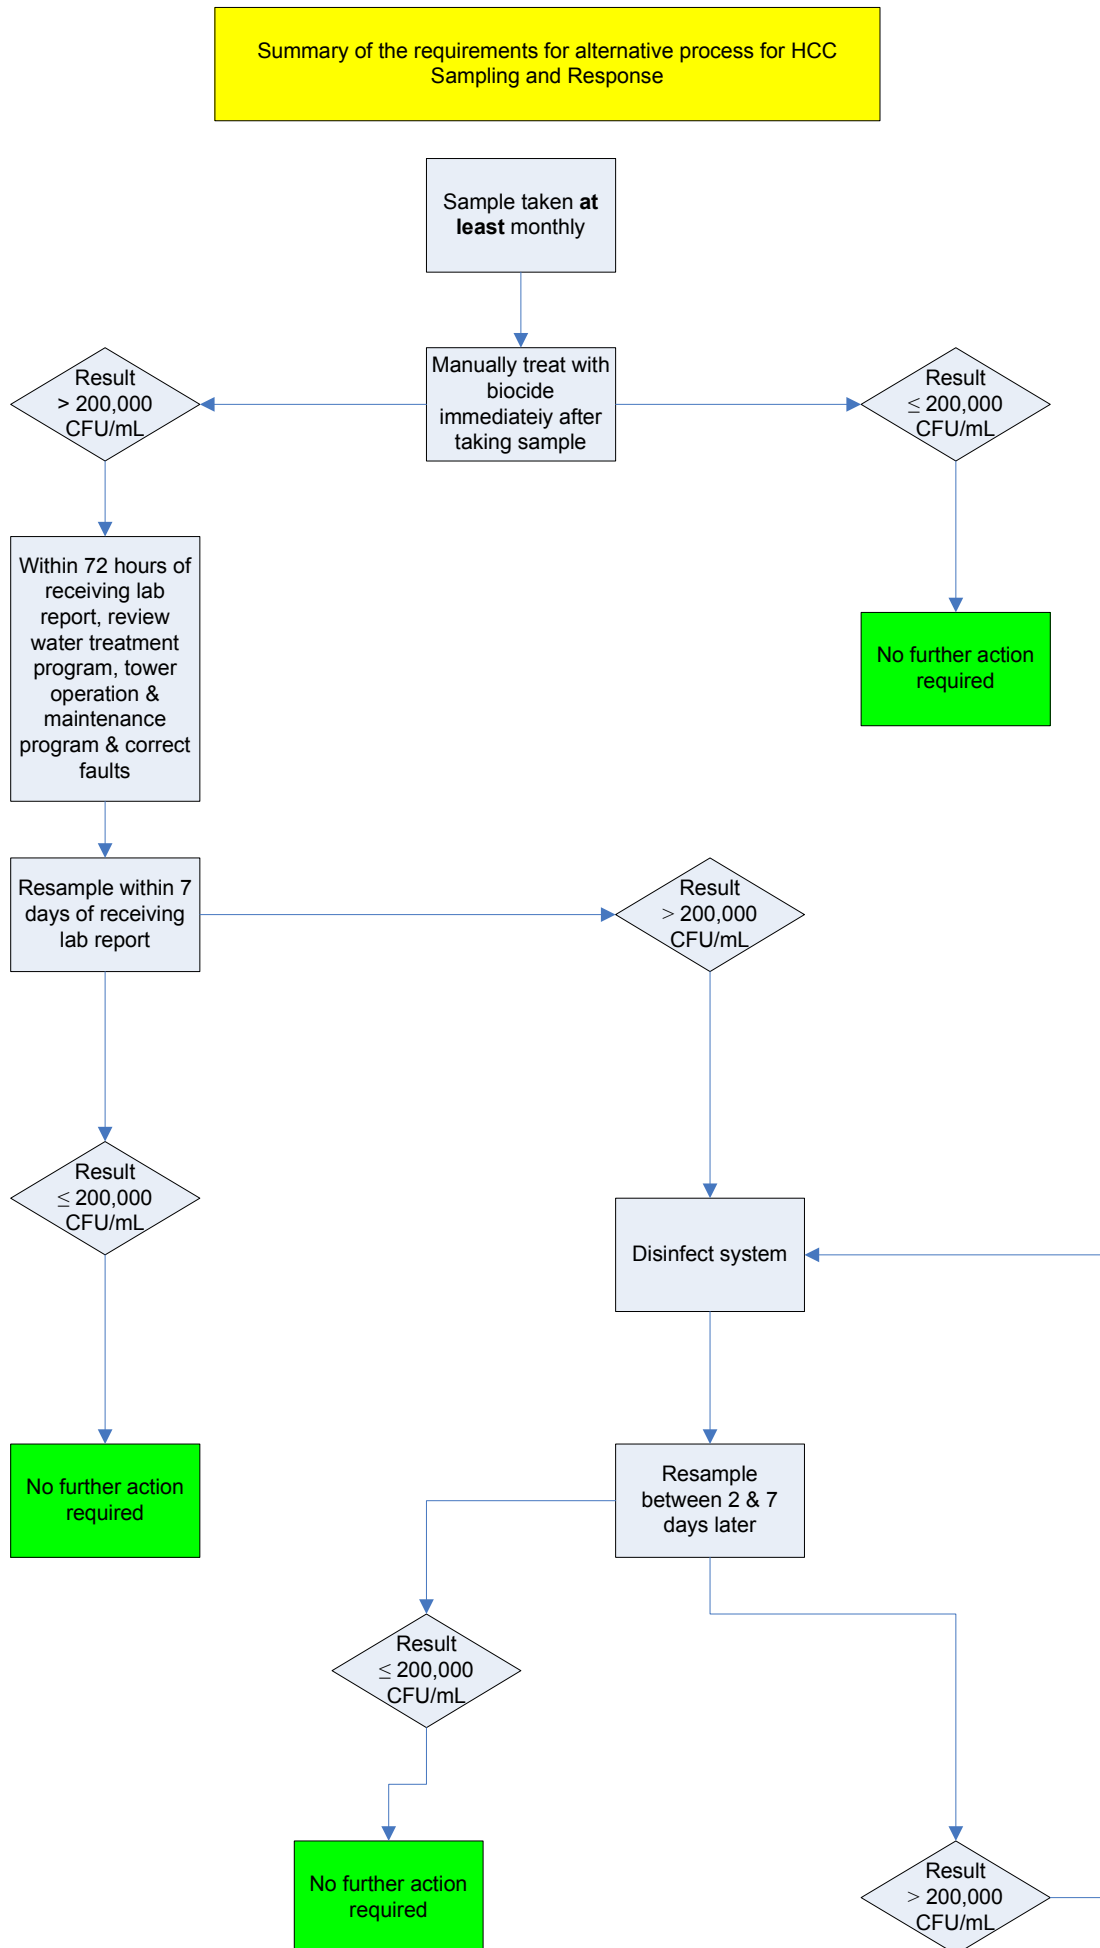 Summary of the requirements for alternative process for HCC
Sampling and Response
Sample taken at
least monthly
Result
> 200,000
CFU/mL
Manually treat with
biocide
immediateiy after
taking sample
Result
≤ 200,000
CFU/mL
Within 72 hours of
receiving lab
report, review
water treatment
program, tower
operation &
maintenance
program & correct
faults
No further action
required
Resample within 7
days of receiving
lab report
Result
> 200,000
CFU/mL
Result
≤ 200,000
CFU/mL
Disinfect system
No further action
required
Resample
between 2 & 7
days later
Result
≤ 200,000
CFU/mL
No further action
required
Result
> 200,000
CFU/mL